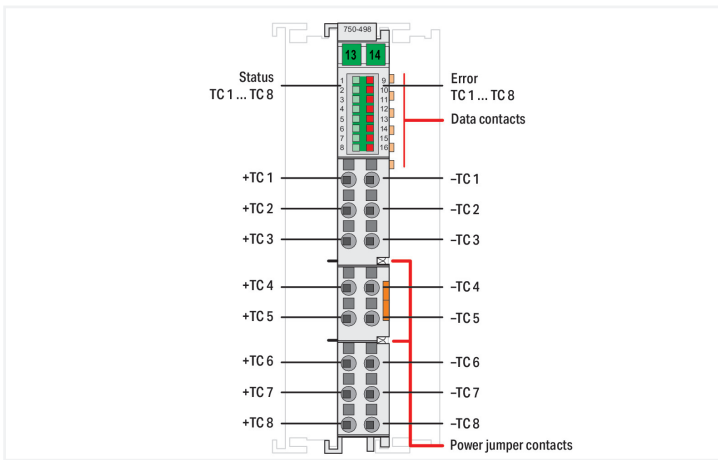 750-498
13 14
Status
TC 1 ... TC 8
1
2
3
4
5
6
7
8
9
10
11
12
13
14
15
16
Error
TC 1 ... TC 8
Data contacts
+TC 1
–TC 1
+TC 2
–TC 2
+TC 3
–TC 3
+TC 4
–TC 4
+TC 5
–TC 5
+TC 6
–TC 6
+TC 7
–TC 7
+TC 8
–TC 8
Power jumper contacts